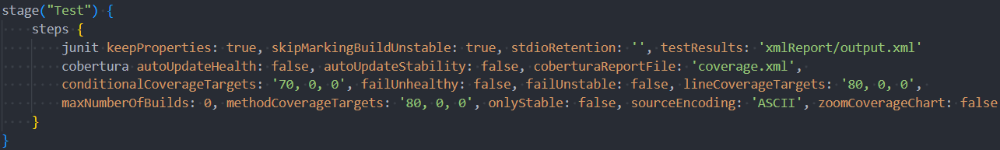 stage("Test") {
    steps {
        junit keepProperties: true, skipMarkingBuildUnstable: true, stdioRetention: '', testResults: 'xmlReport/output.xml'
        cobertura autoUpdateHealth: false, autoUpdateStability: false, coberturaReportFile: 'coverage.xml',
        conditionalCoverageTargets: '70, 0, 0', failUnhealthy: false, failUnstable: false, lineCoverageTargets: '80, 0, 0',
        maxNumberOfBuilds: 0, methodCoverageTargets: '80, 0, 0', onlyStable: false, sourceEncoding: 'ASCII', zoomCoverageChart: false
    }
}